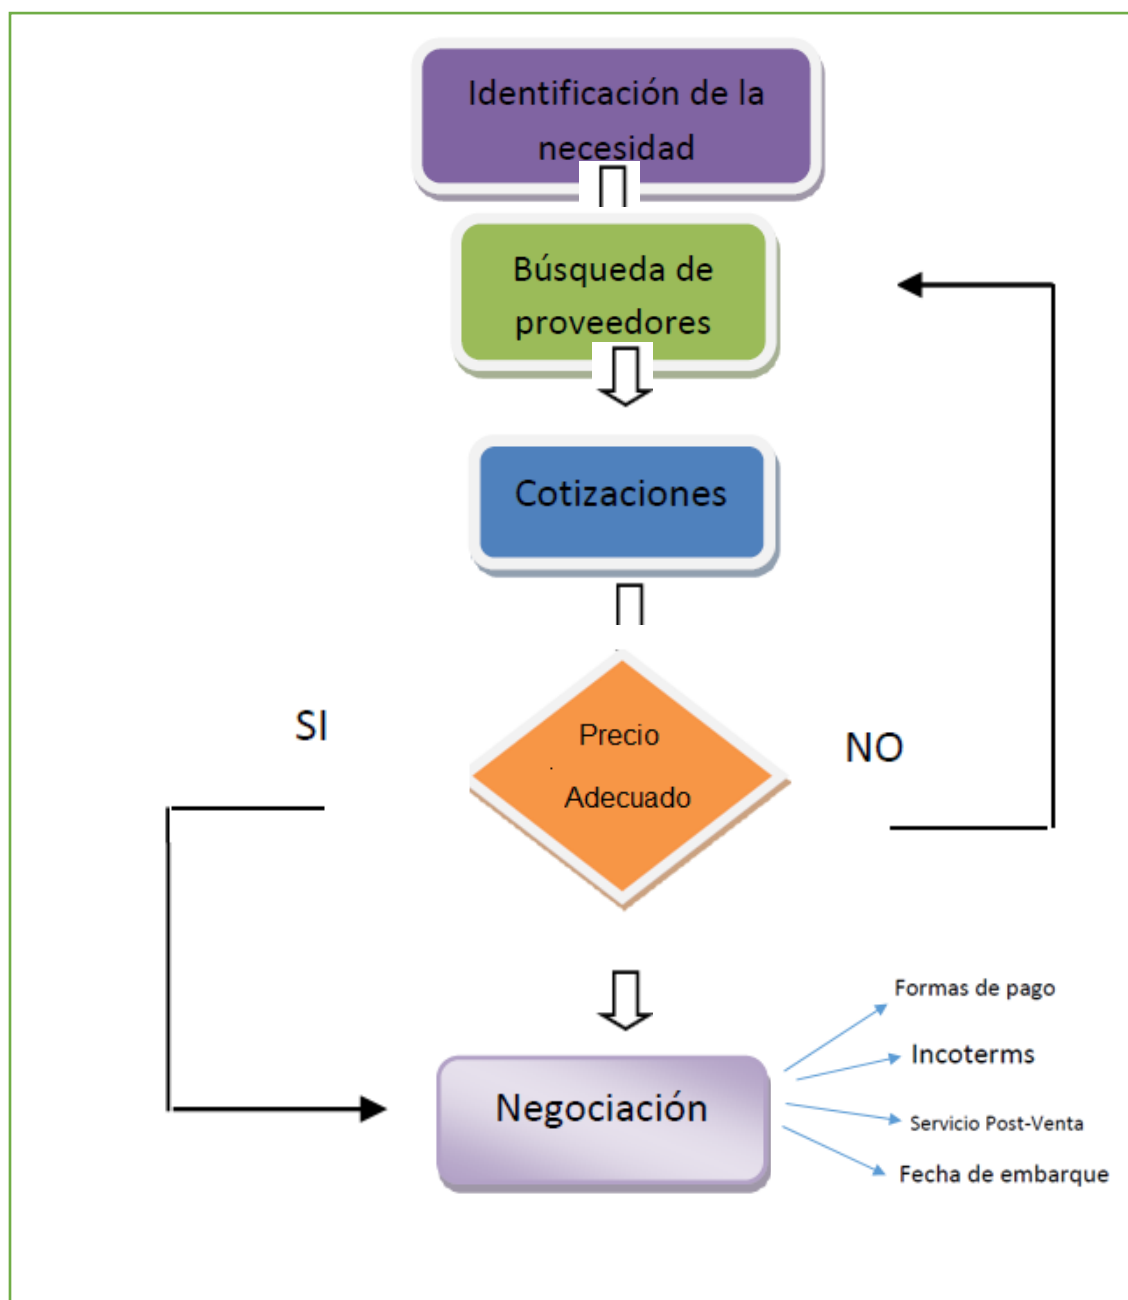 Identificación de la
necesidad
Búsqueda de
proveedores
Cotizaciones
SI
Precio
Adecuado
NO
Formas de pago
Incoterms
Negociación
Servicio Post-Venta
Fecha de embarque